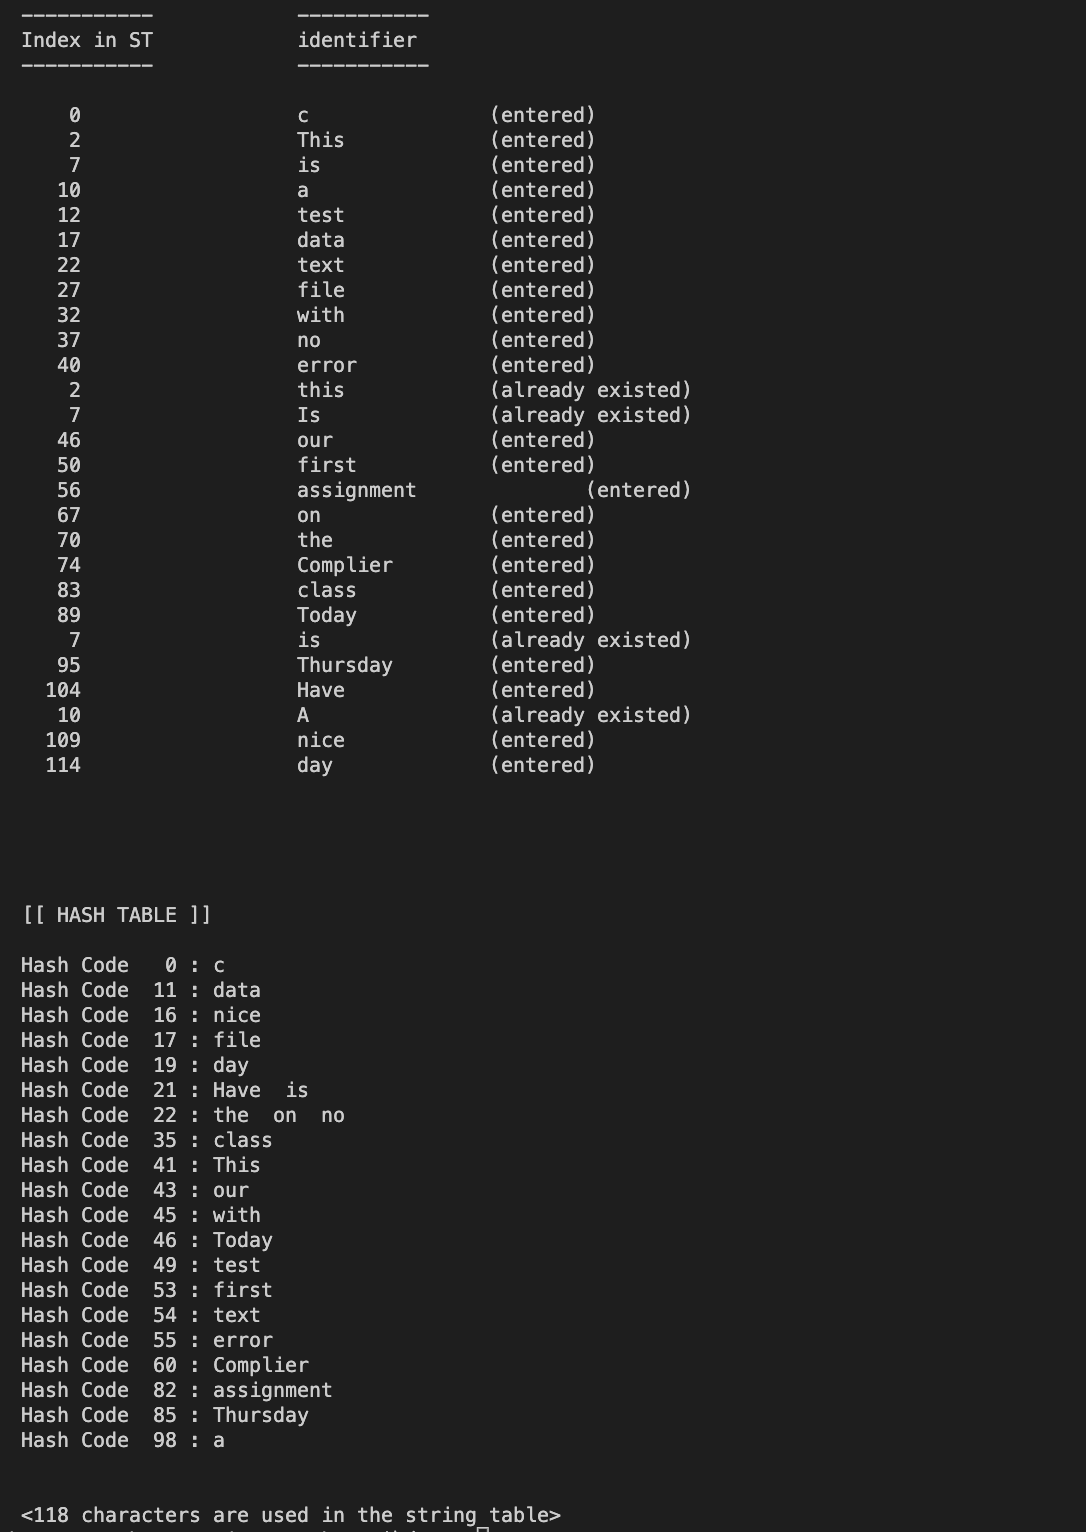 -----------             -----------
Index in ST             identifier
-----------             -----------
    0                   c               (entered)
    2                   This            (entered)
    7                   is              (entered)
   10                   a               (entered)
   12                   test            (entered)
   17                   data            (entered)
   22                   text            (entered)
   27                   file            (entered)
   32                   with            (entered)
   37                   no              (entered)
   40                   error           (entered)
    2                   this            (already existed)
    7                   Is              (already existed)
   46                   our             (entered)
   50                   first           (entered)
   56                   assignment              (entered)
   67                   on              (entered)
   70                   the             (entered)
   74                   Complier        (entered)
   83                   class           (entered)
   89                   Today           (entered)
    7                   is              (already existed)
   95                   Thursday        (entered)
  104                   Have            (entered)
   10                   A               (already existed)
  109                   nice            (entered)
  114                   day             (entered)
[[ HASH TABLE ]]
Hash Code   0 : c
Hash Code  11 : data
Hash Code  16 : nice
Hash Code  17 : file
Hash Code  19 : day
Hash Code  21 : Have  is
Hash Code  22 : the  on  no
Hash Code  35 : class
Hash Code  41 : This
Hash Code  43 : our
Hash Code  45 : with
Hash Code  46 : Today
Hash Code  49 : test
Hash Code  53 : first
Hash Code  54 : text
Hash Code  55 : error
Hash Code  60 : Complier
Hash Code  82 : assignment
Hash Code  85 : Thursday
Hash Code  98 : a
<118 characters are used in the string table>